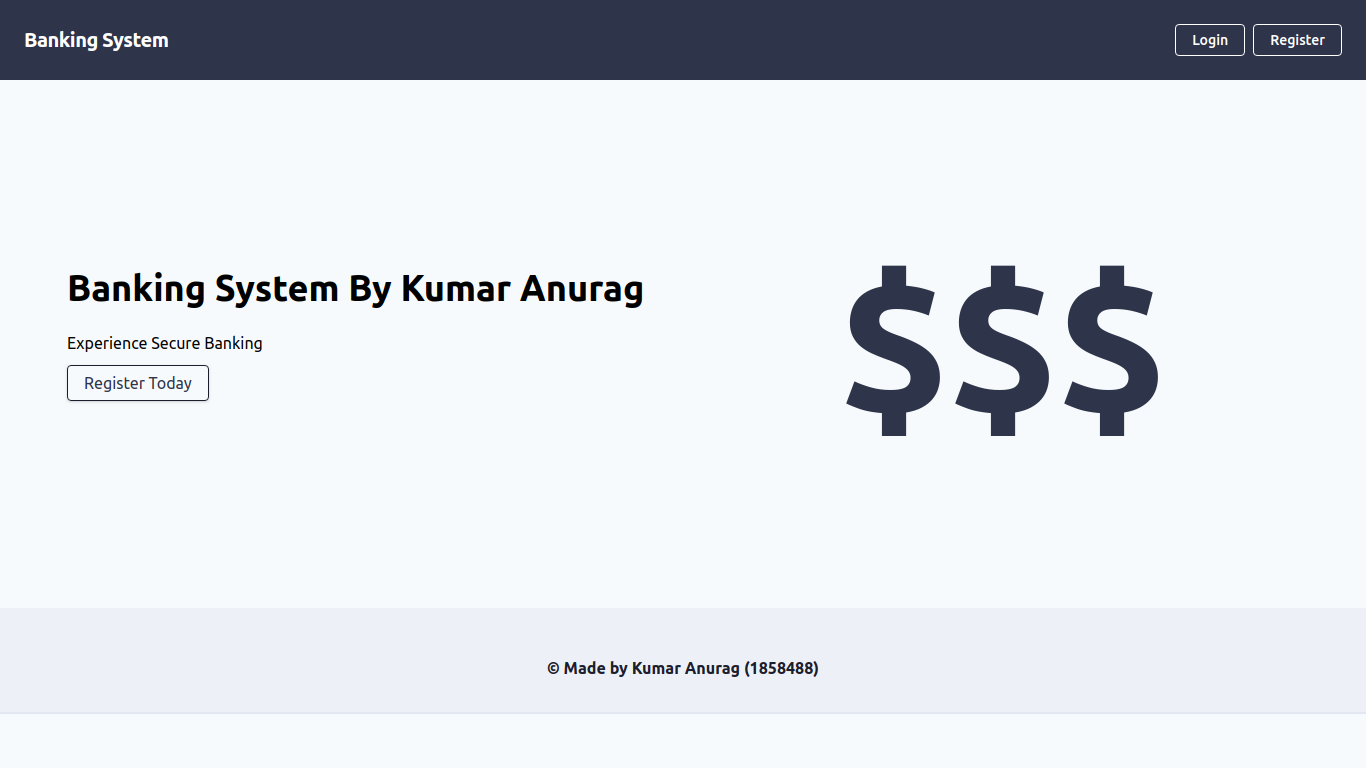 Banking System
Login
Register
Banking System By Kumar Anurag
Experience Secure Banking
Register Today
$$$
© Made by Kumar Anurag (1858488)